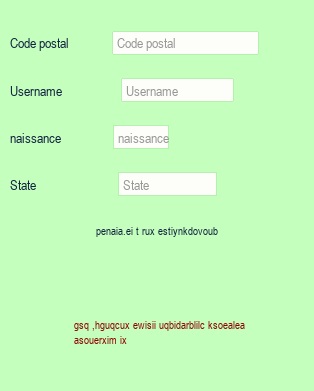 Code postal Code postal
Username Username
naissance naissance
State State
penaia.ei t rux estiynkdovoub
gsq ,hguqcux ewisii uqbidarblilc ksoealea
asouerxim ix